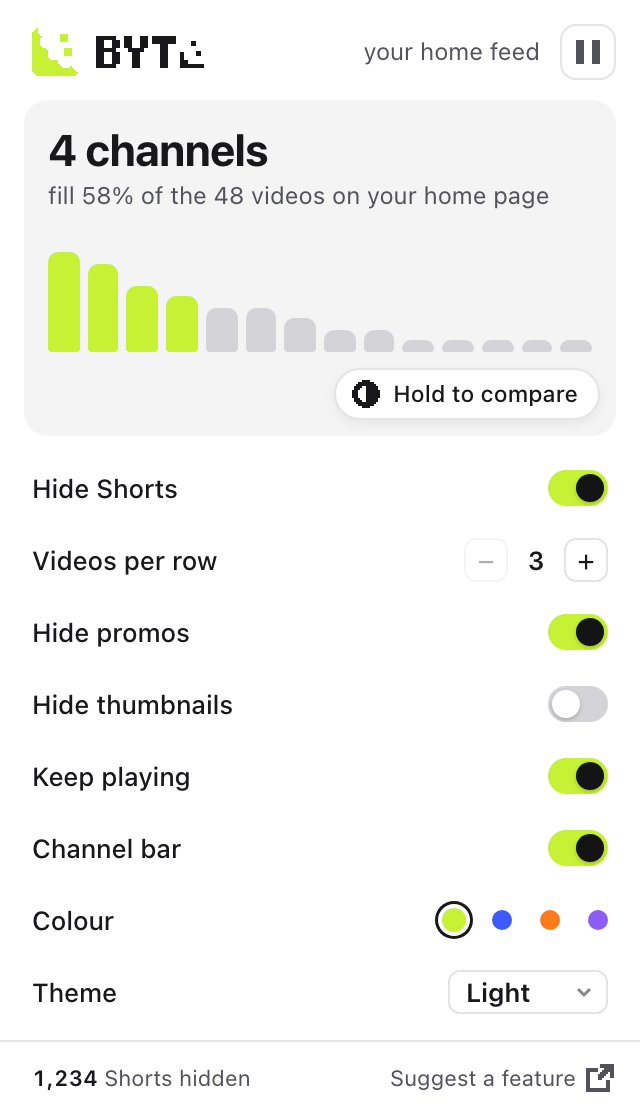 BYTE
your home feed
4 channels
fill 58% of the 48 videos on your home page
Hold to compare
Hide Shorts
Videos per row
3
Hide promos
Hide thumbnails
Keep playing
Channel bar
Colour
Theme
Light
1,234 Shorts hidden
Suggest a feature